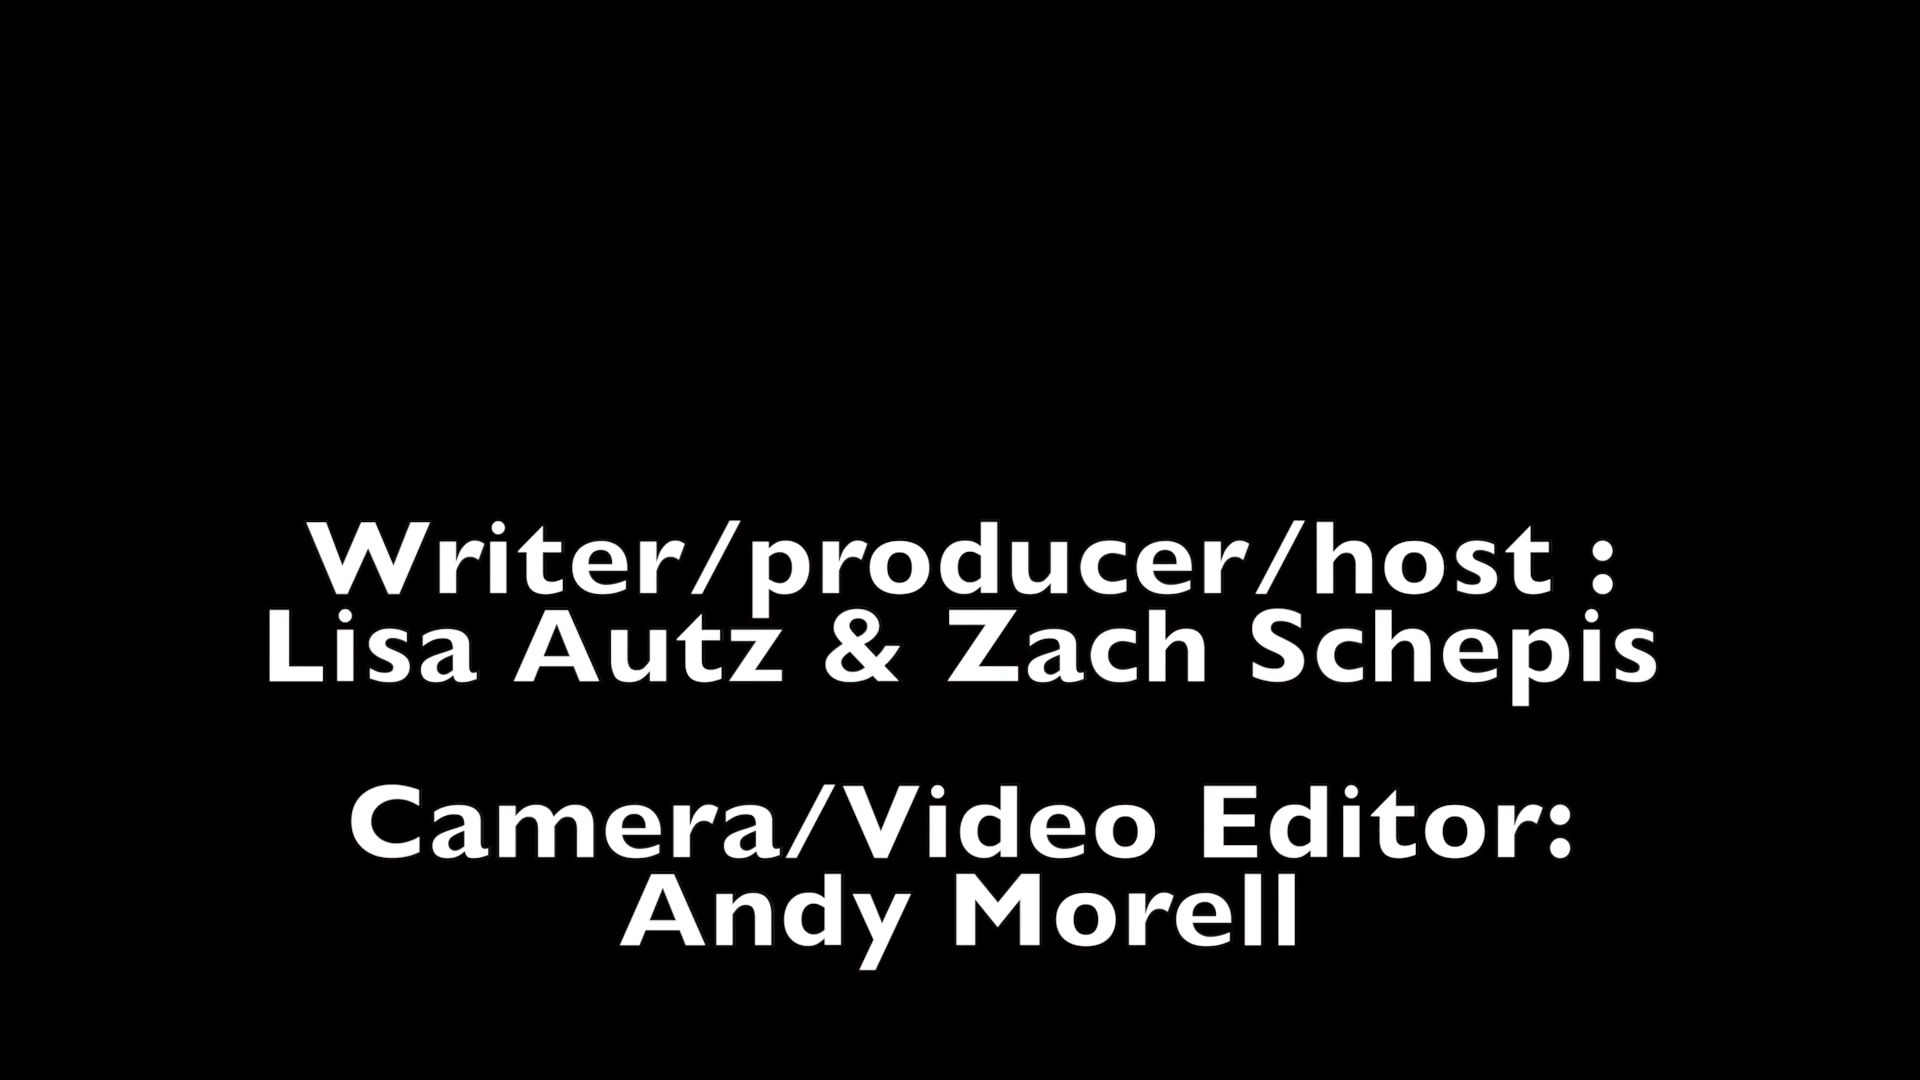 Writer/producer/host :
Lisa Autz & Zach Schepis
Camera/Video Editor:
Andy Morell